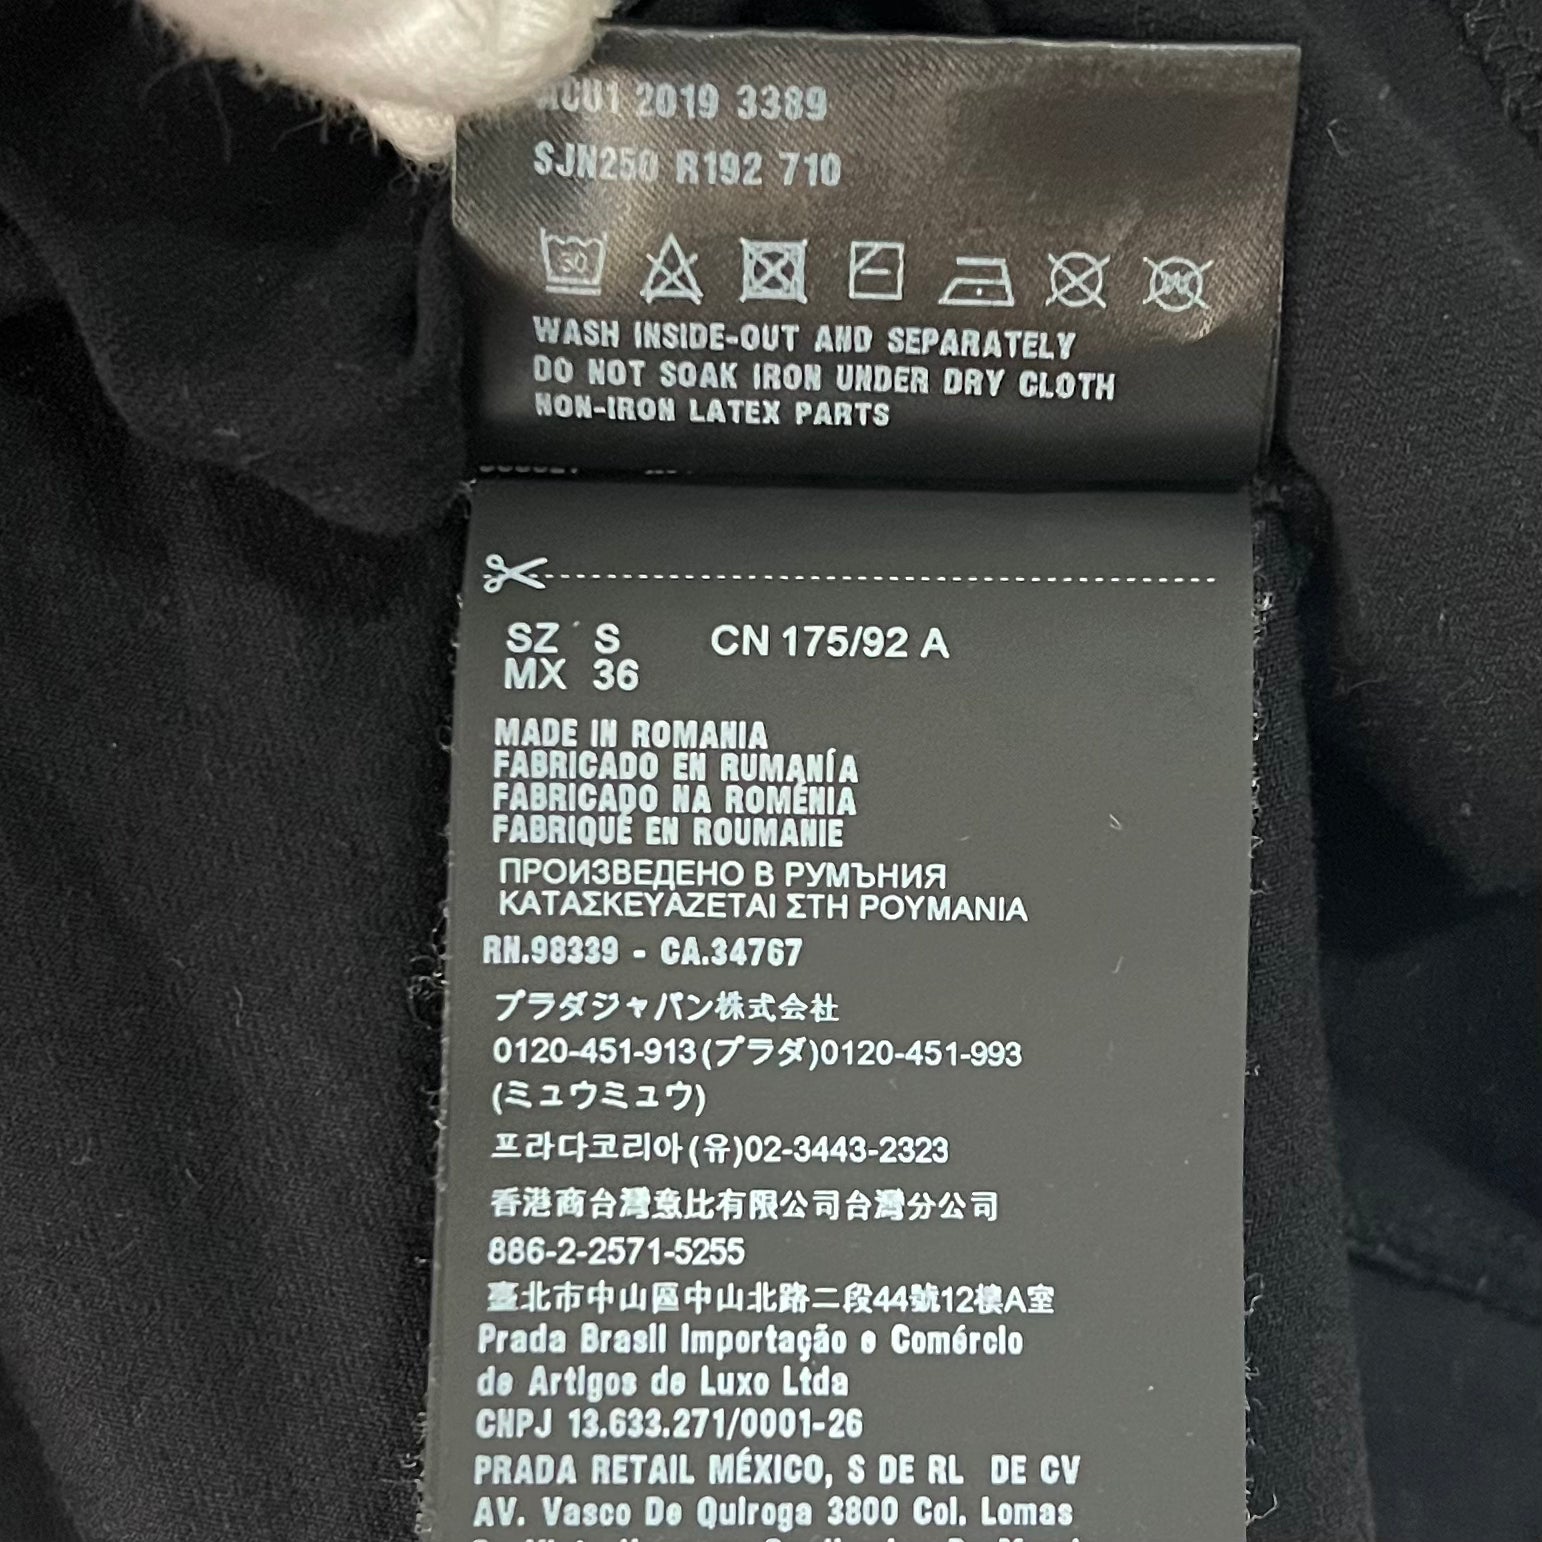 2019 3389
SJN250 R192 710
30
WASH INSIDE-OUT AND SEPARATELY
DO NOT SOAK IRON UNDER DRY CLOTH
NON-IRON LATEX PARTS
SZ S CN 175/92 A
MX 36
MADE IN ROMANIA
FABRICADO EN RUMANÍA
FABRICADO NA ROMÊNIA
FABRIQUÉ EN ROUMANIE
ПРОИЗВЕДЕНО В РУМЪНИЯ
ΚΑΤΑΣΚΕΥΑΖΕΤΑΙ ΣΤΗ ΡΟΥΜΑΝΙΑ
RN.98339 - CA.34767
プラダジャパン株式会社
0120-451-913(プラダ)0120-451-993
(ミュウミュウ)
프라다코리아(유)02-3443-2323
香港商台灣意比有限公司台灣分公司
886-2-2571-5255
臺北市中山區中山北路二段44號12樓A室
Prada Brasil Importação e Comércio
de Artigos de Luxo Ltda
CNPJ 13.633.271/0001-26
PRADA RETAIL MÉXICO, S DE RL DE CV
AV. Vasco De Quiroga 3800 Col. Lomas